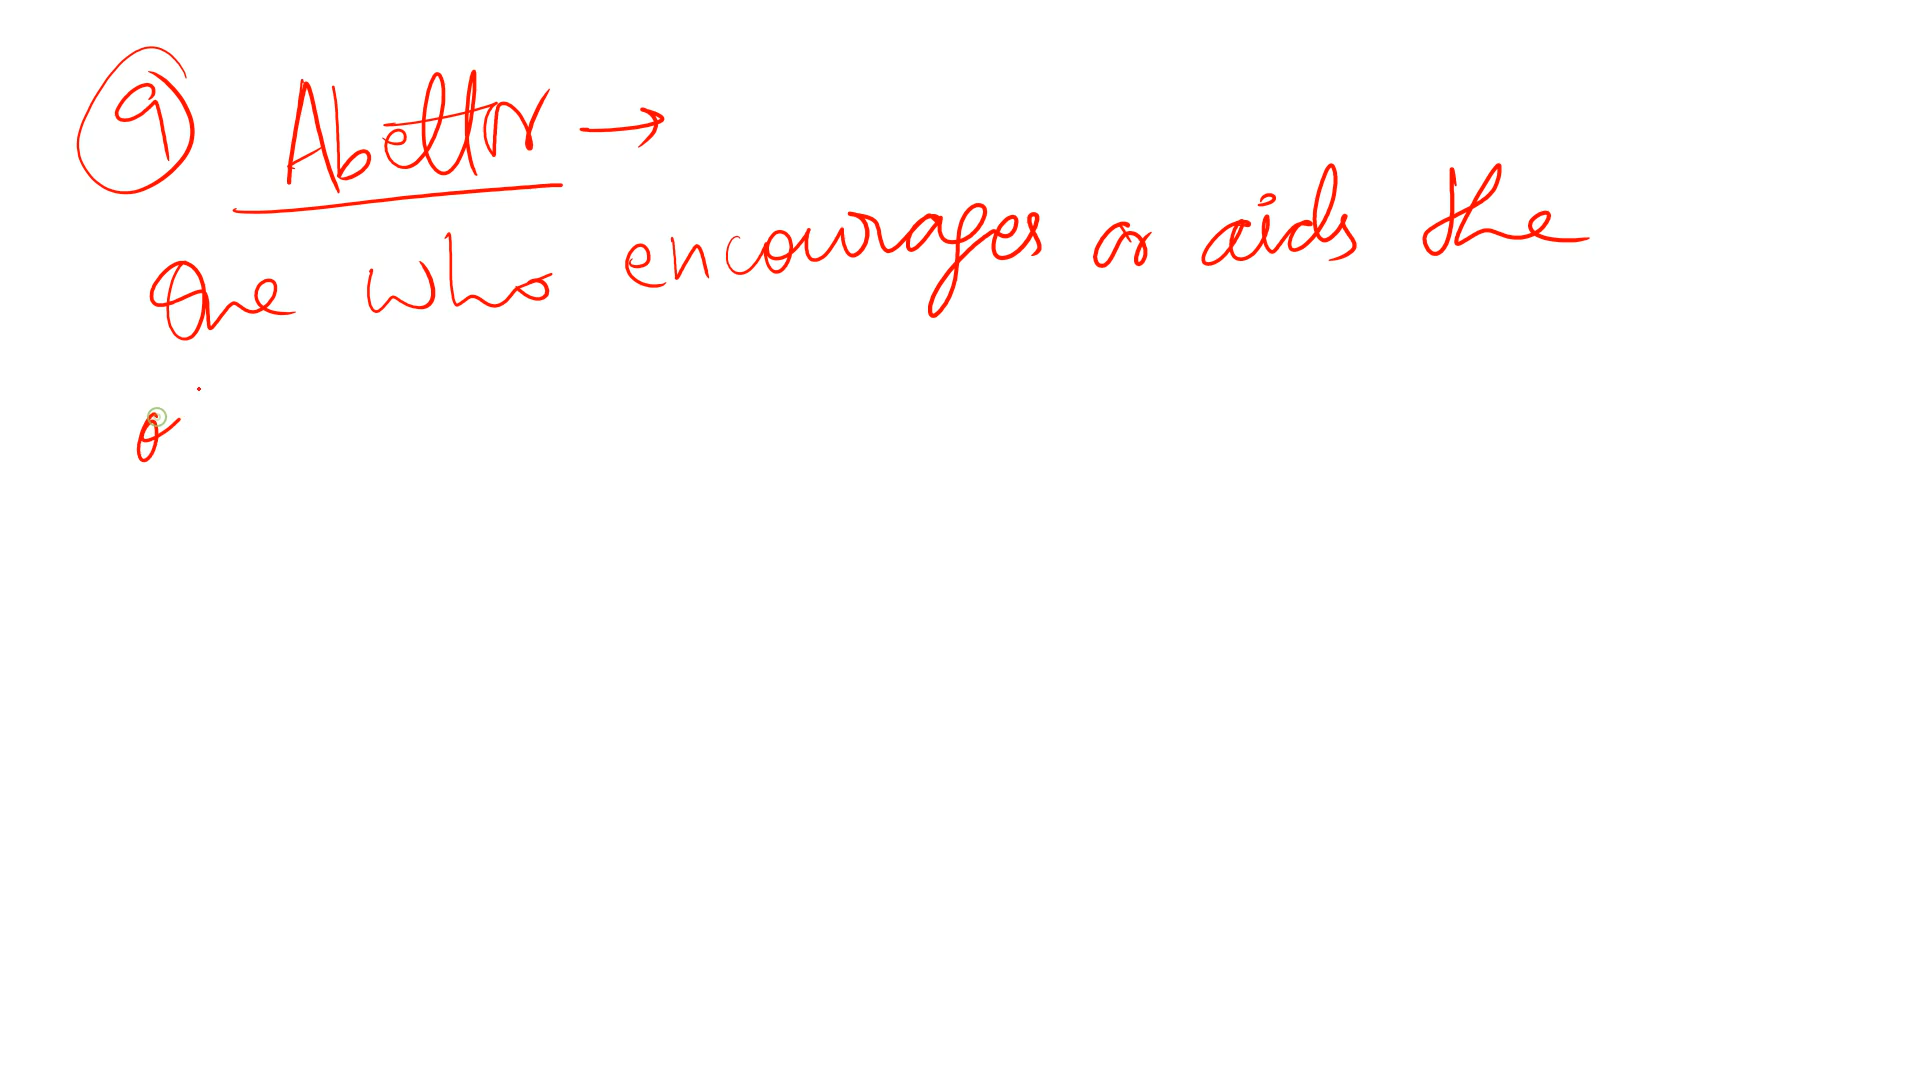 9 Abettor →
One who encourages or aids the
o